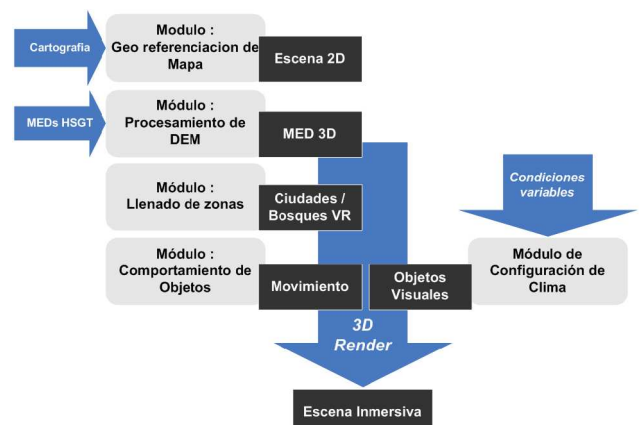 Cartografia
Modulo :
Geo referenciacion de
Mapa
Escena 2D
MEDs HSGT
Módulo :
Procesamiento de
DEM
MED 3D
Módulo :
Llenado de zonas
Ciudades /
Bosques VR
Condiciones
variables
Módulo :
Comportamiento de
Objetos
Movimiento
Objetos
Visuales
Módulo de
Configuración de
Clima
3D
Render
Escena Inmersiva